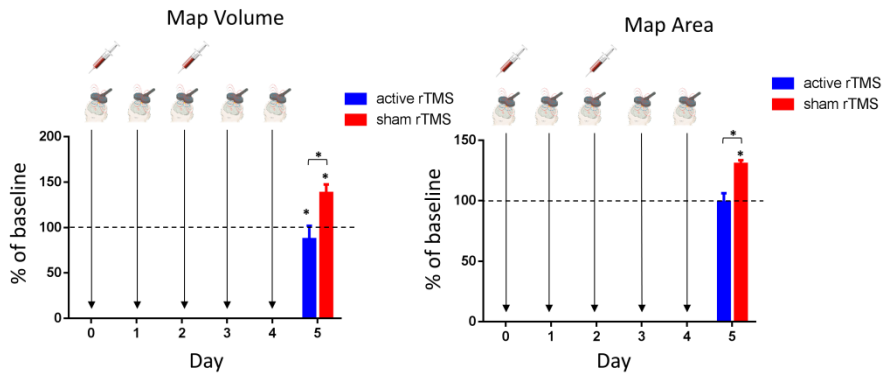 Map Volume
active rTMS
sham rTMS
% of baseline
200
150
100
50
0
*
*
*
0 1 2 3 4 5
Day
Map Area
active rTMS
sham rTMS
% of baseline
150
100
50
0
*
*
0 1 2 3 4 5
Day